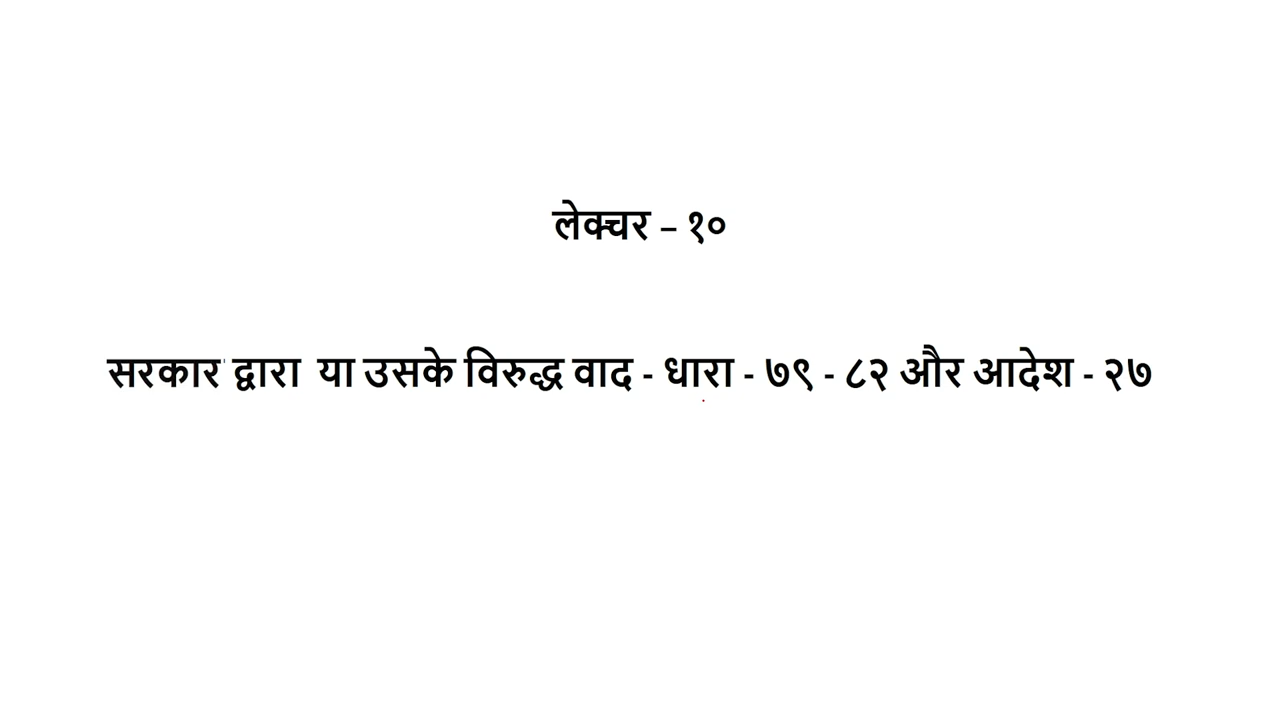 लेक्चर – १०
सरकार द्वारा या उसके विरुद्ध वाद - धारा - ७९ - ८२ और आदेश - २७